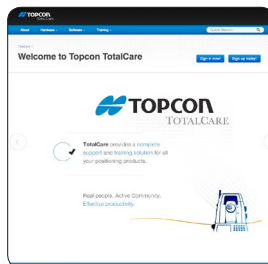 TOPCON
About Hardware Software Training Quick Search
Welcome to Topcon TotalCare
Sign in now! Sign up today!
TOPCON
TOTALCARE
TotalCare provides a complete
support and training solution for all
your positioning products.
Real people. Active Community.
Effective productivity.